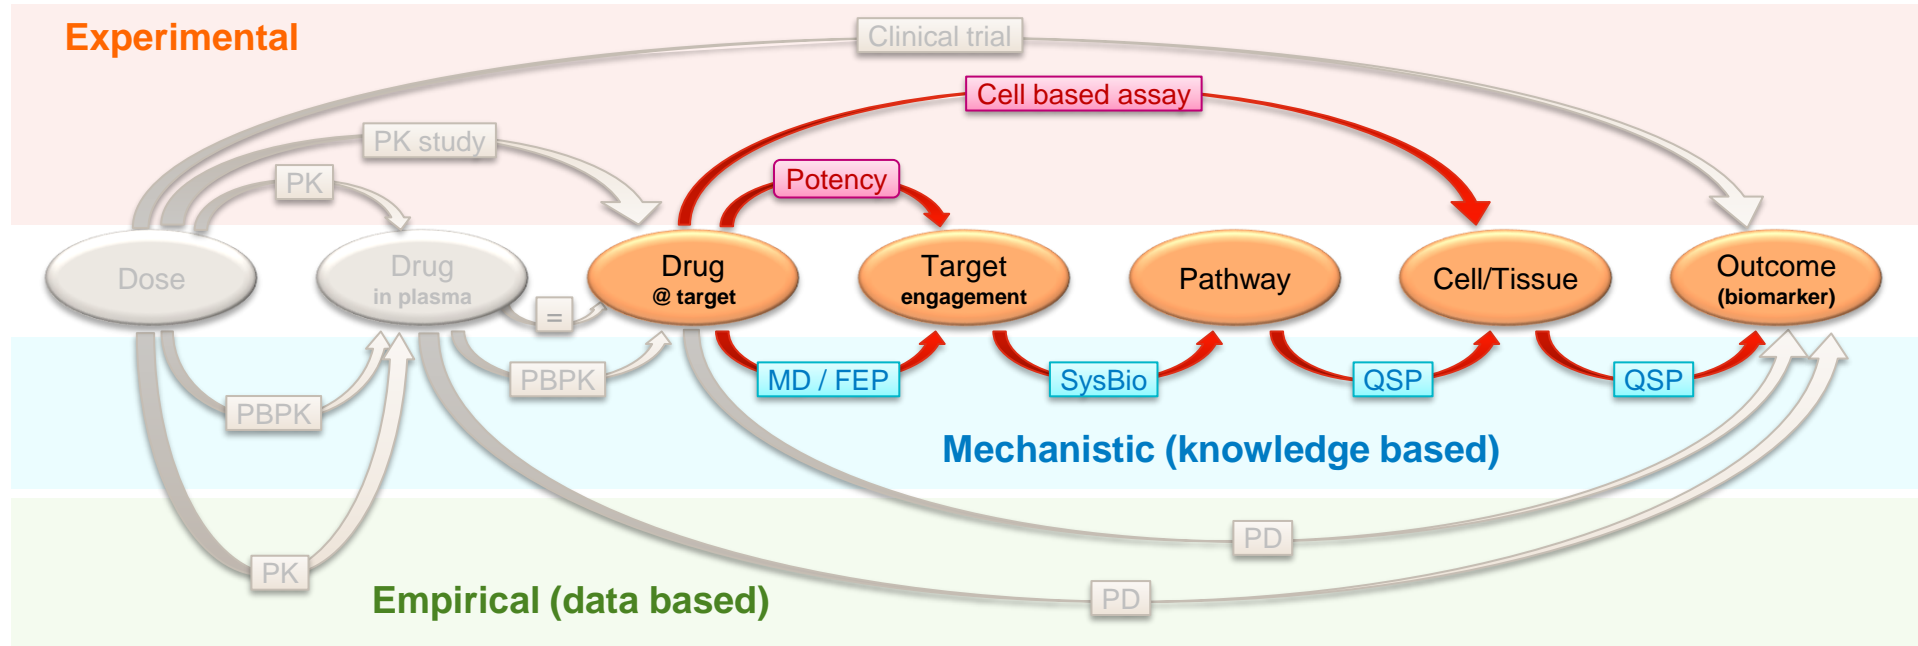 Experimental
Clinical trial
Cell based assay
PK study
Potency
PK
Dose
Drug
in plasma
=
Drug
@ target
Target
engagement
Pathway
Cell/Tissue
Outcome
(biomarker)
PBPK
PBPK
MD / FEP
SysBio
QSP
QSP
Mechanistic (knowledge based)
PD
PK
PD
Empirical (data based)